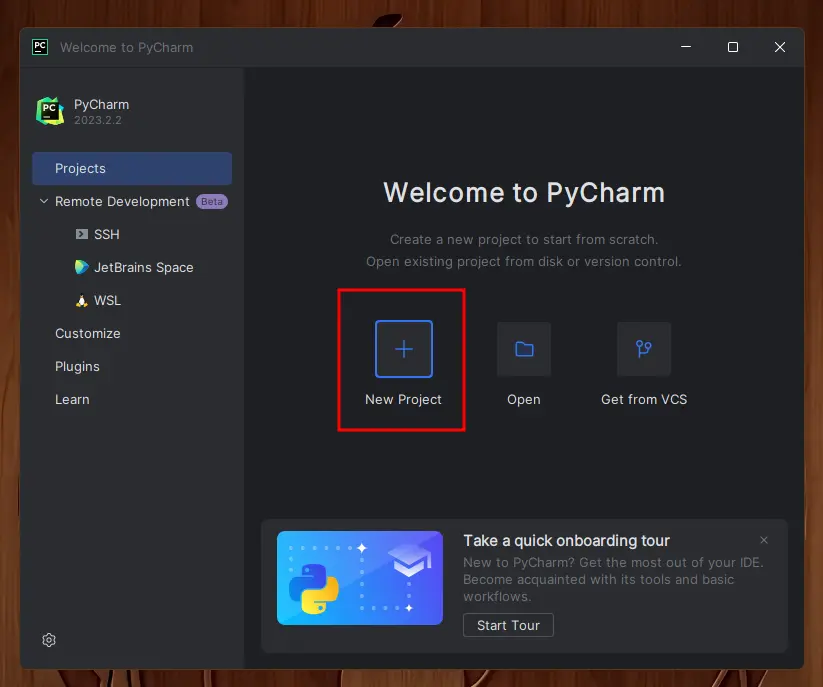 PC
Welcome to PyCharm
PC
PyCharm
2023.2.2
Projects
Remote Development Beta
SSH
JetBrains Space
WSL
Customize
Plugins
Learn
Welcome to PyCharm
Create a new project to start from scratch.
Open existing project from disk or version control.
New Project
Open
Get from VCS
Take a quick onboarding tour
New to PyCharm? Get the most out of your IDE.
Become acquainted with its tools and basic
workflows.
Start Tour